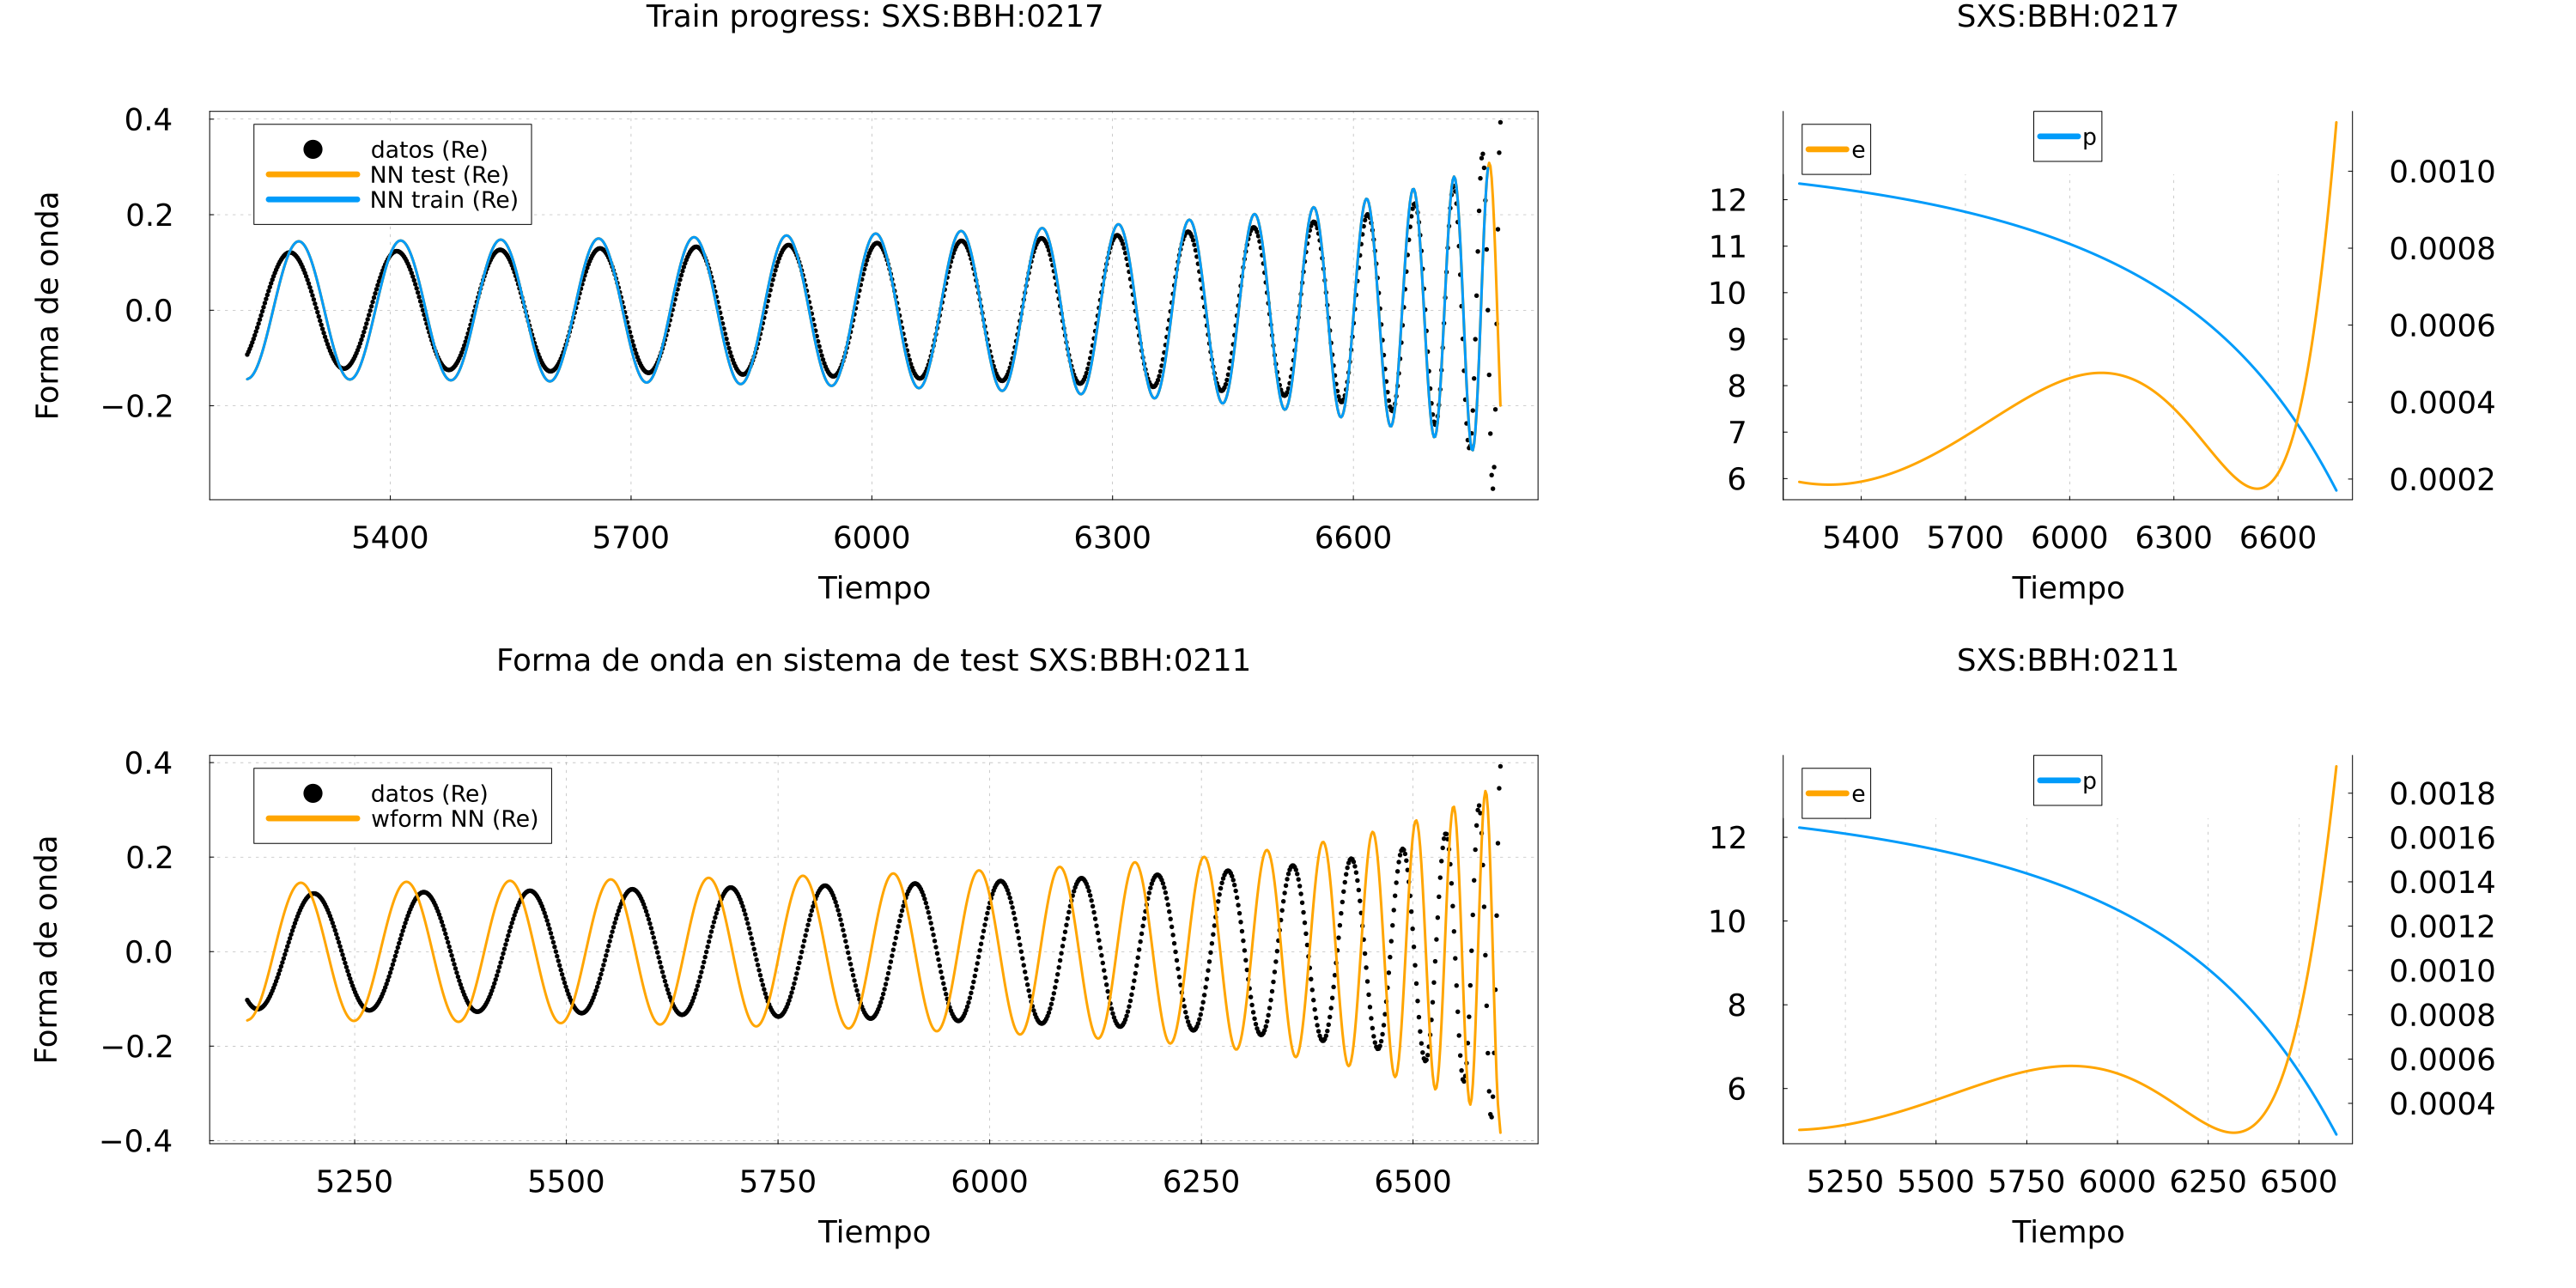 Train progress: SXS:BBH:0217
Forma de onda
0.4
0.2
0.0
−0.2
datos (Re)
NN test (Re)
NN train (Re)
5400 5700 6000 6300 6600
Tiempo
SXS:BBH:0217
12
11
10
9
8
7
6
e
p
0.0010
0.0008
0.0006
0.0004
0.0002
5400 5700 6000 6300 6600
Tiempo
Forma de onda en sistema de test SXS:BBH:0211
Forma de onda
0.4
0.2
0.0
−0.2
−0.4
datos (Re)
wform NN (Re)
5250 5500 5750 6000 6250 6500
Tiempo
SXS:BBH:0211
12
10
8
6
e
p
0.0018
0.0016
0.0014
0.0012
0.0010
0.0008
0.0006
0.0004
5250 5500 5750 6000 6250 6500
Tiempo